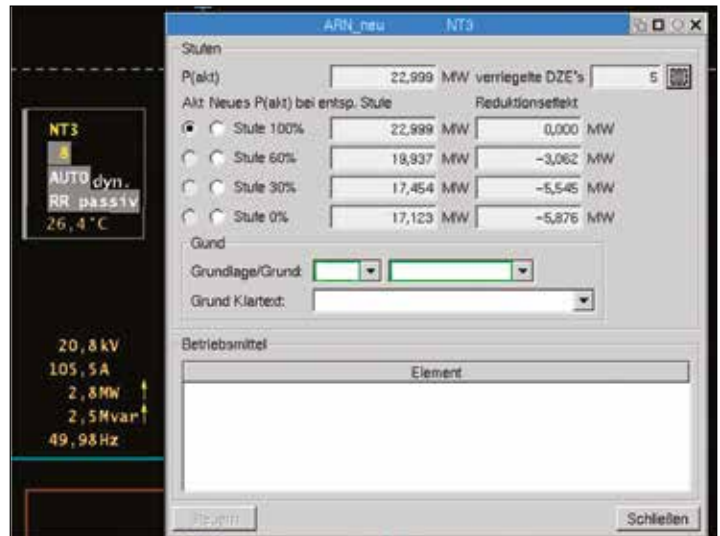 ARN_neu NT3
Stufen
P(akt) 22,999 MW verriegelte DZE's 5
Akt Neues P(akt) bei entsp. Stufe Reduktionseffekt
Stufe 100% 22,999 MW 0,000 MW
Stufe 60% 19,937 MW -3,062 MW
Stufe 30% 17,454 MW -5,545 MW
Stufe 0% 17,123 MW -5,876 MW
Gund
Grundlage/Grund:
Grund Klartext:
Betriebsmittel
Element
Schließen
NT3
8
AUTO dyn.
RR passiv
26,4°C
20,8kV
105,5A
2,8MW
2,5Mvar
49,98Hz